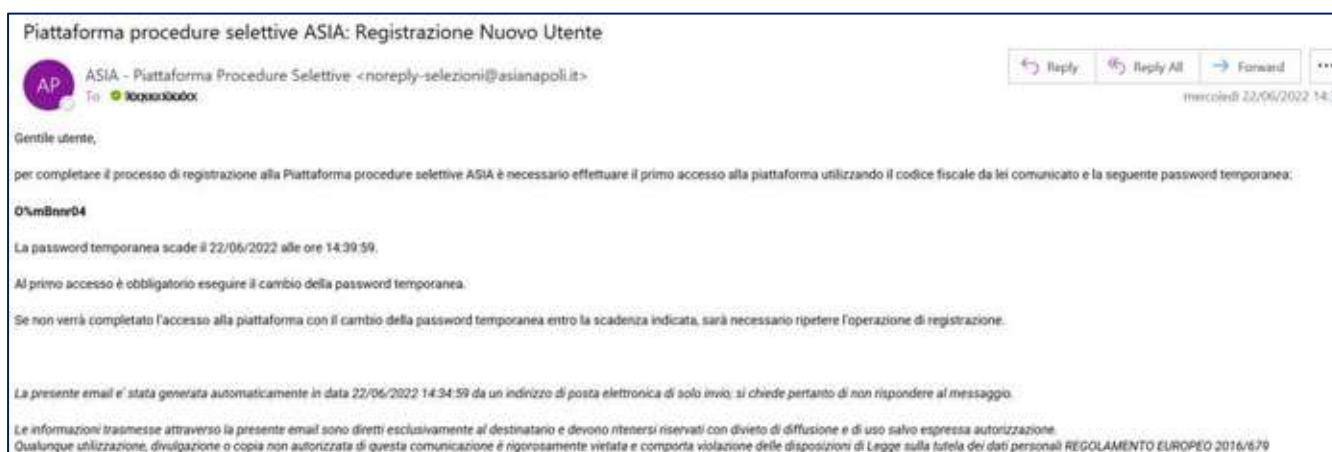 Piattaforma procedure selettive ASIA: Registrazione Nuovo Utente
AP
ASIA - Piattaforma Procedure Selettive <noreply-selezioni@asianapoli.it>
To
Reply
Reply All
Forward
mercoledì 22/06/2022 14:
Gentile utente,
per completare il processo di registrazione alla Piattaforma procedure selettive ASIA è necessario effettuare il primo accesso alla piattaforma utilizzando il codice fiscale da lei comunicato e la seguente password temporanea:
O%mBnnr04
La password temporanea scade il 22/06/2022 alle ore 14:39:59.
Al primo accesso è obbligatorio eseguire il cambio della password temporanea.
Se non verrà completato l'accesso alla piattaforma con il cambio della password temporanea entro la scadenza indicata, sarà necessario ripetere l'operazione di registrazione.
La presente email e' stata generata automaticamente in data 22/06/2022 14:34:59 da un indirizzo di posta elettronica di solo invio; si chiede pertanto di non rispondere al messaggio.
Le informazioni trasmesse attraverso la presente email sono diretti esclusivamente al destinatario e devono ritenersi riservati con divieto di diffusione e di uso salvo espressa autorizzazione.
Qualunque utilizzazione, divulgazione o copia non autorizzata di questa comunicazione è rigorosamente vietata e comporta violazione delle disposizioni di Legge sulla tutela dei dati personali REGOLAMENTO EUROPEO 2016/679